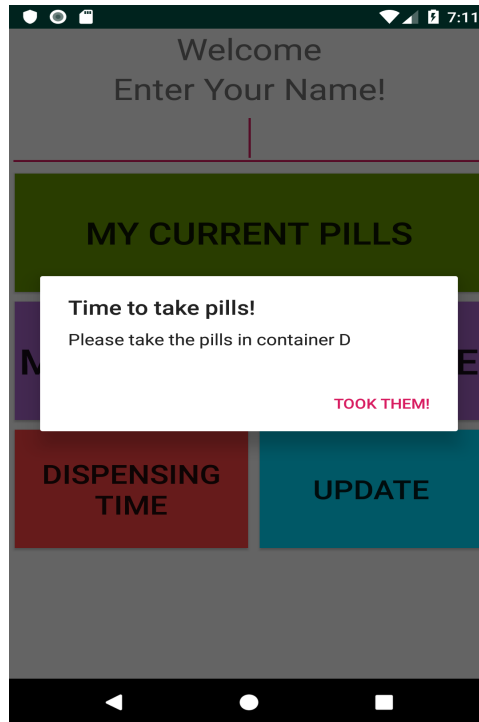 7:11
Welcome
Enter Your Name!
MY CURRENT PILLS
Time to take pills!
Please take the pills in container D
TOOK THEM!
DISPENSING
TIME
UPDATE